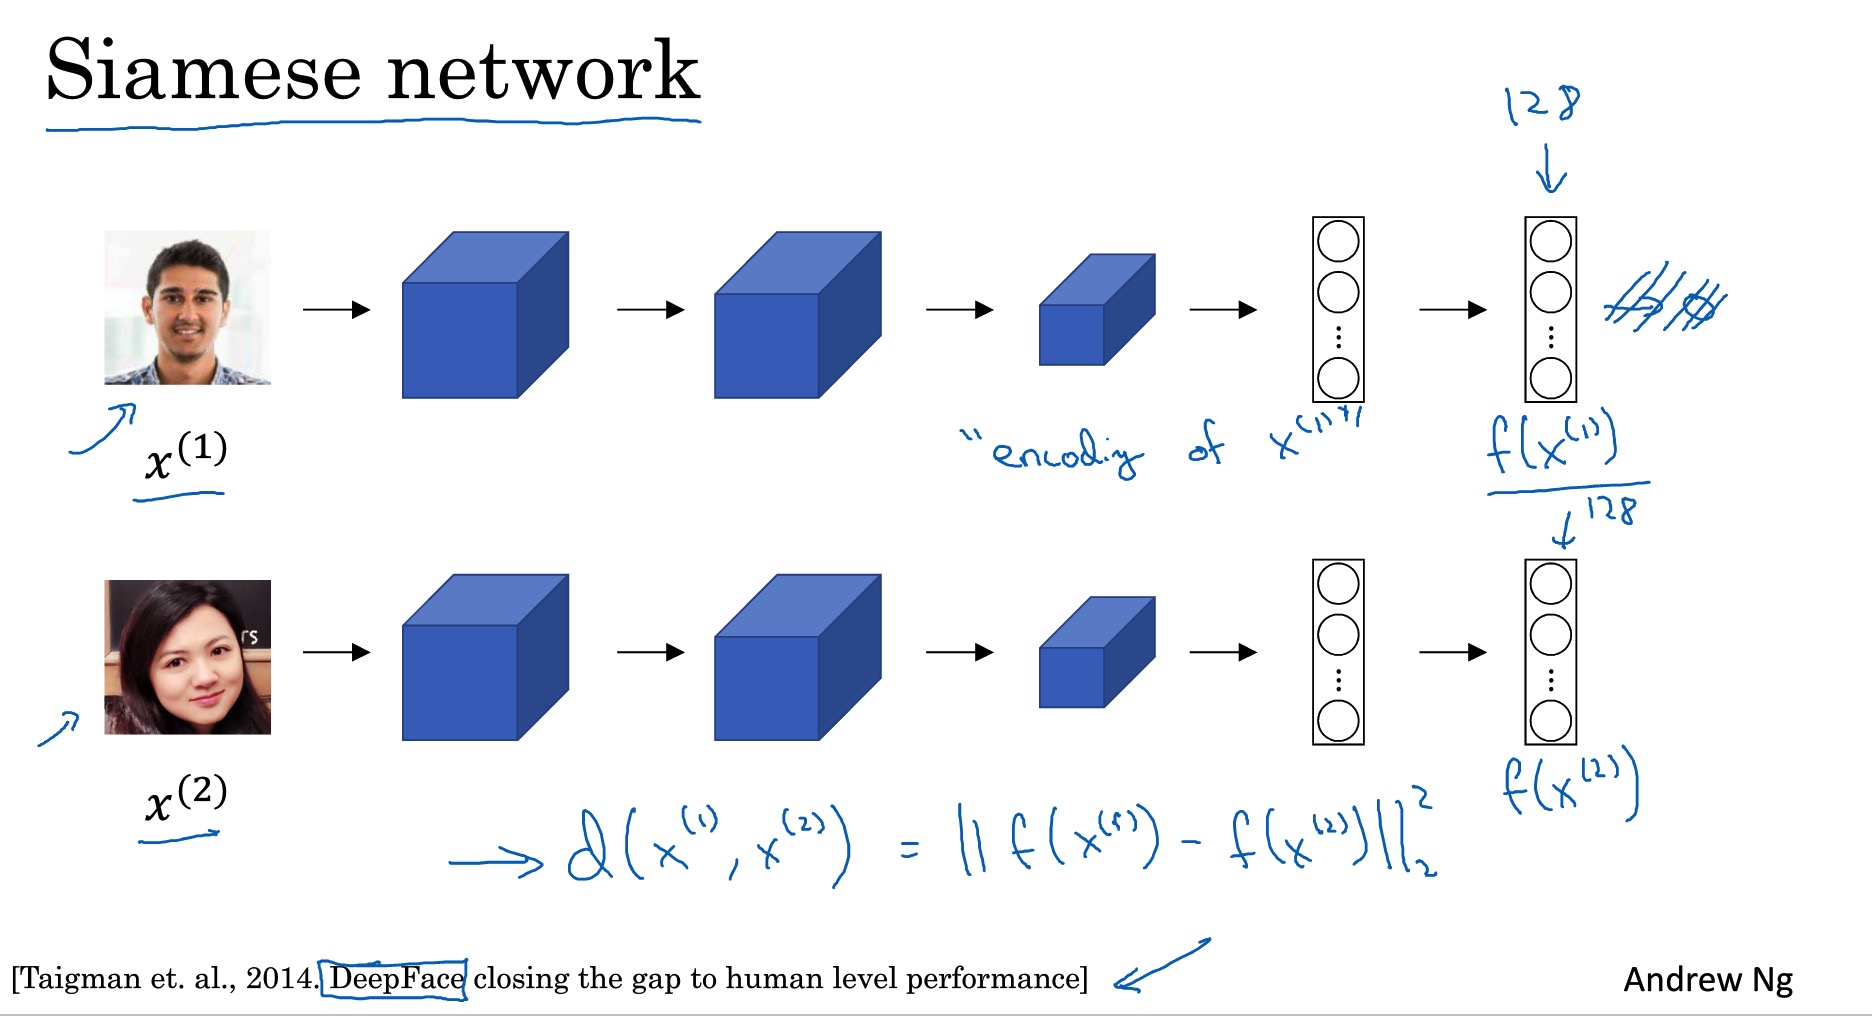 Siamese network
128
x^(1)
"encoding of x^(1)"
f(x^(1))
128
rs
x^(2)
f(x^(2))
d(x^(1), x^(2)) = ||f(x^(1)) - f(x^(2))||_2^2
[Taigman et. al., 2014. DeepFace closing the gap to human level performance]
Andrew Ng